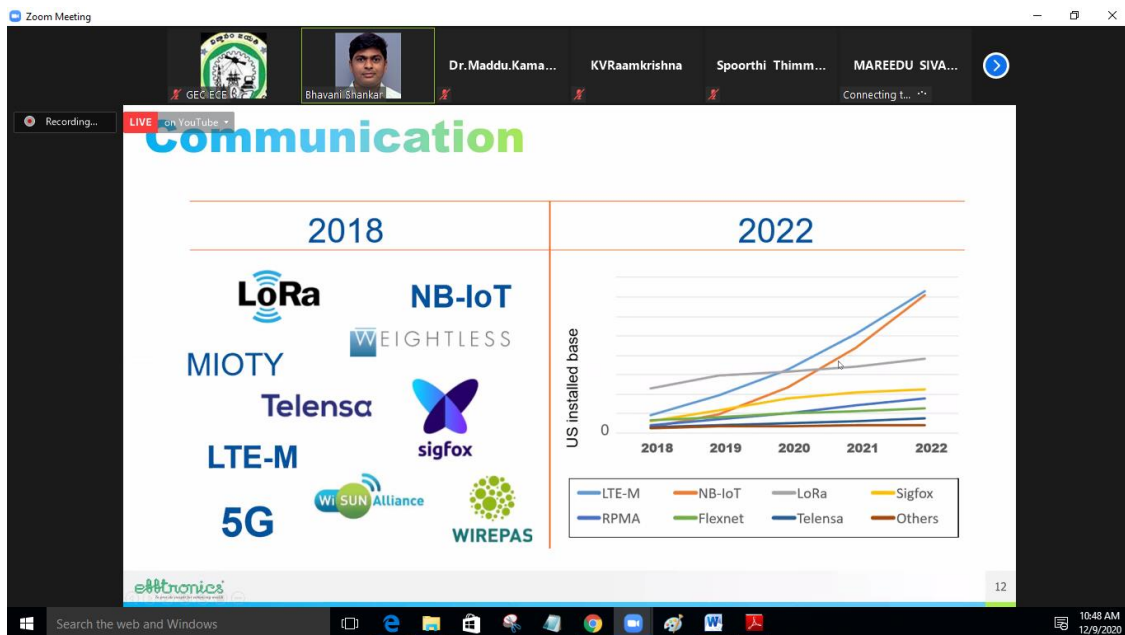 Zoom Meeting
GEC ECE
Bhavani Shankar
Dr.Maddu.Kama...
KVRaamkrishna
Spoorthi Thimm...
MAREEDU SIVA...
Connecting t...
Recording...
LIVE on YouTube
Communication
2018
2022
LoRa
NB-IoT
WEIGHTLESS
MIOTY
Telensa
sigfox
LTE-M
Wi SUN Alliance
5G
WIREPAS
US installed base
0
2018 2019 2020 2021 2022
LTE-M NB-IoT LoRa Sigfox
RPMA Flexnet Telensa Others
efftronics
12
Search the web and Windows
10:48 AM
12/9/2020